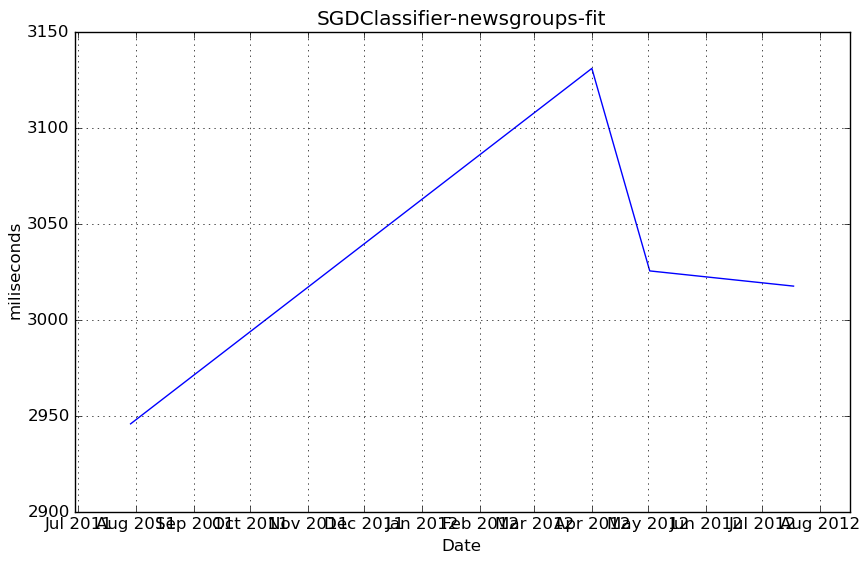 SGDClassifier-newsgroups-fit
3150
3100
3050
3000
2950
2900
miliseconds
Jul 2011 Aug 2011 Sep 2011 Oct 2011 Nov 2011 Dec 2011 Jan 2012 Feb 2012 Mar 2012 Apr 2012 May 2012 Jun 2012 Jul 2012 Aug 2012
Date